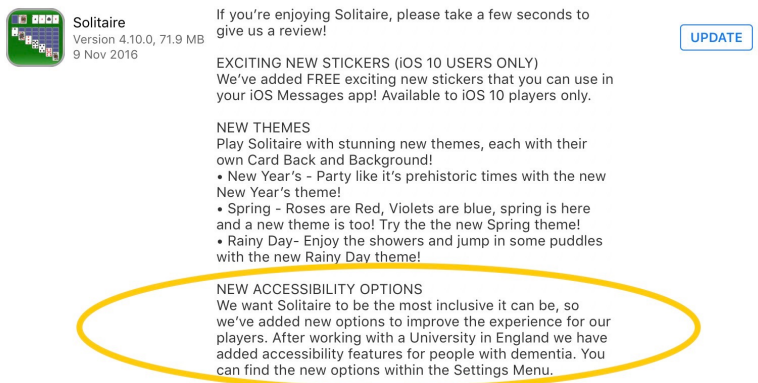 Solitaire
Version 4.10.0, 71.9 MB
9 Nov 2016
If you're enjoying Solitaire, please take a few seconds to
give us a review!
EXCITING NEW STICKERS (iOS 10 USERS ONLY)
We've added FREE exciting new stickers that you can use in
your iOS Messages app! Available to iOS 10 players only.
NEW THEMES
Play Solitaire with stunning new themes, each with their
own Card Back and Background!
• New Year's - Party like it's prehistoric times with the new
New Year's theme!
• Spring - Roses are Red, Violets are blue, spring is here
and a new theme is too! Try the the new Spring theme!
• Rainy Day- Enjoy the showers and jump in some puddles
with the new Rainy Day theme!
NEW ACCESSIBILITY OPTIONS
We want Solitaire to be the most inclusive it can be, so
we've added new options to improve the experience for our
players. After working with a University in England we have
added accessibility features for people with dementia. You
can find the new options within the Settings Menu.
UPDATE